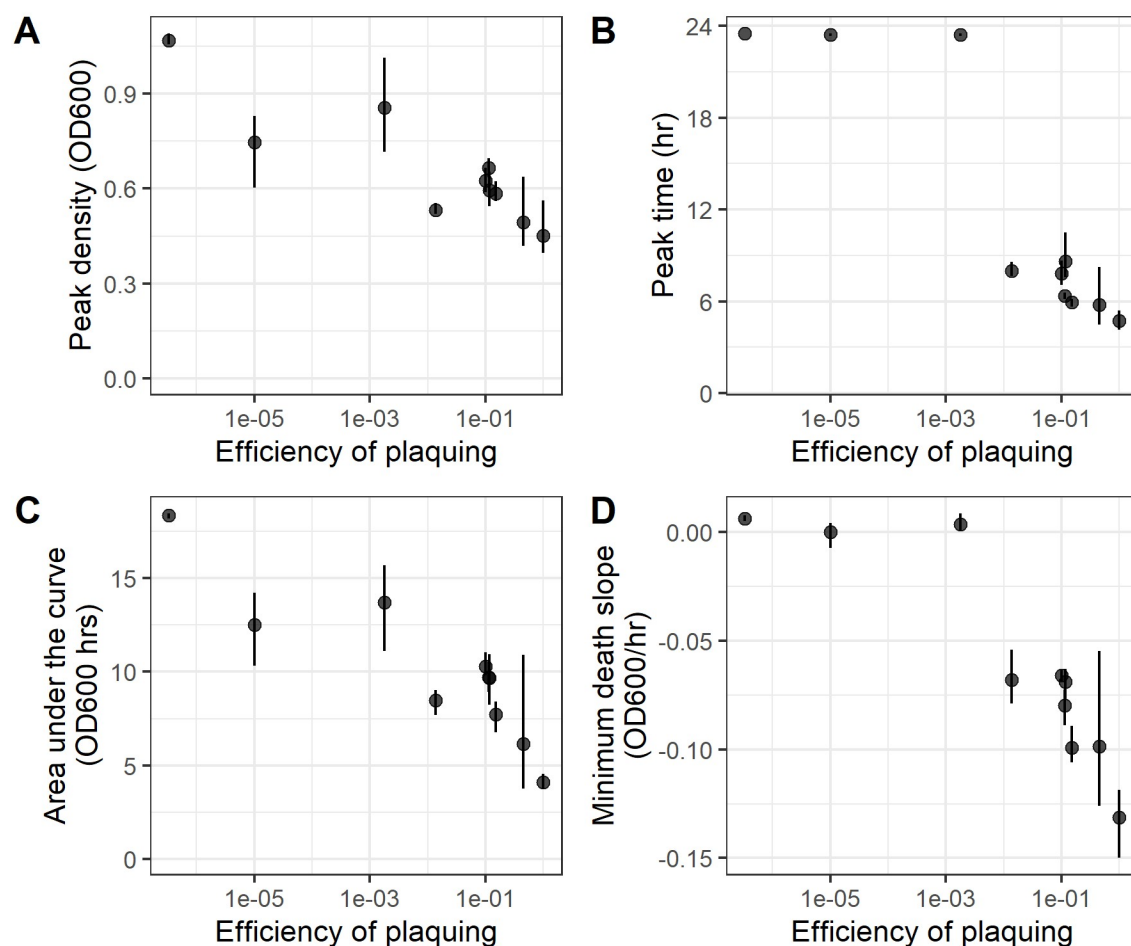 A
Peak density (OD600)
0.9
0.6
0.3
0.0
1e-05 1e-03 1e-01
Efficiency of plaquing
B
Peak time (hr)
24
18
12
6
0
1e-05 1e-03 1e-01
Efficiency of plaquing
C
Area under the curve
(OD600 hrs)
15
10
5
0
1e-05 1e-03 1e-01
Efficiency of plaquing
D
Minimum death slope
(OD600/hr)
0.00
-0.05
-0.10
-0.15
1e-05 1e-03 1e-01
Efficiency of plaquing